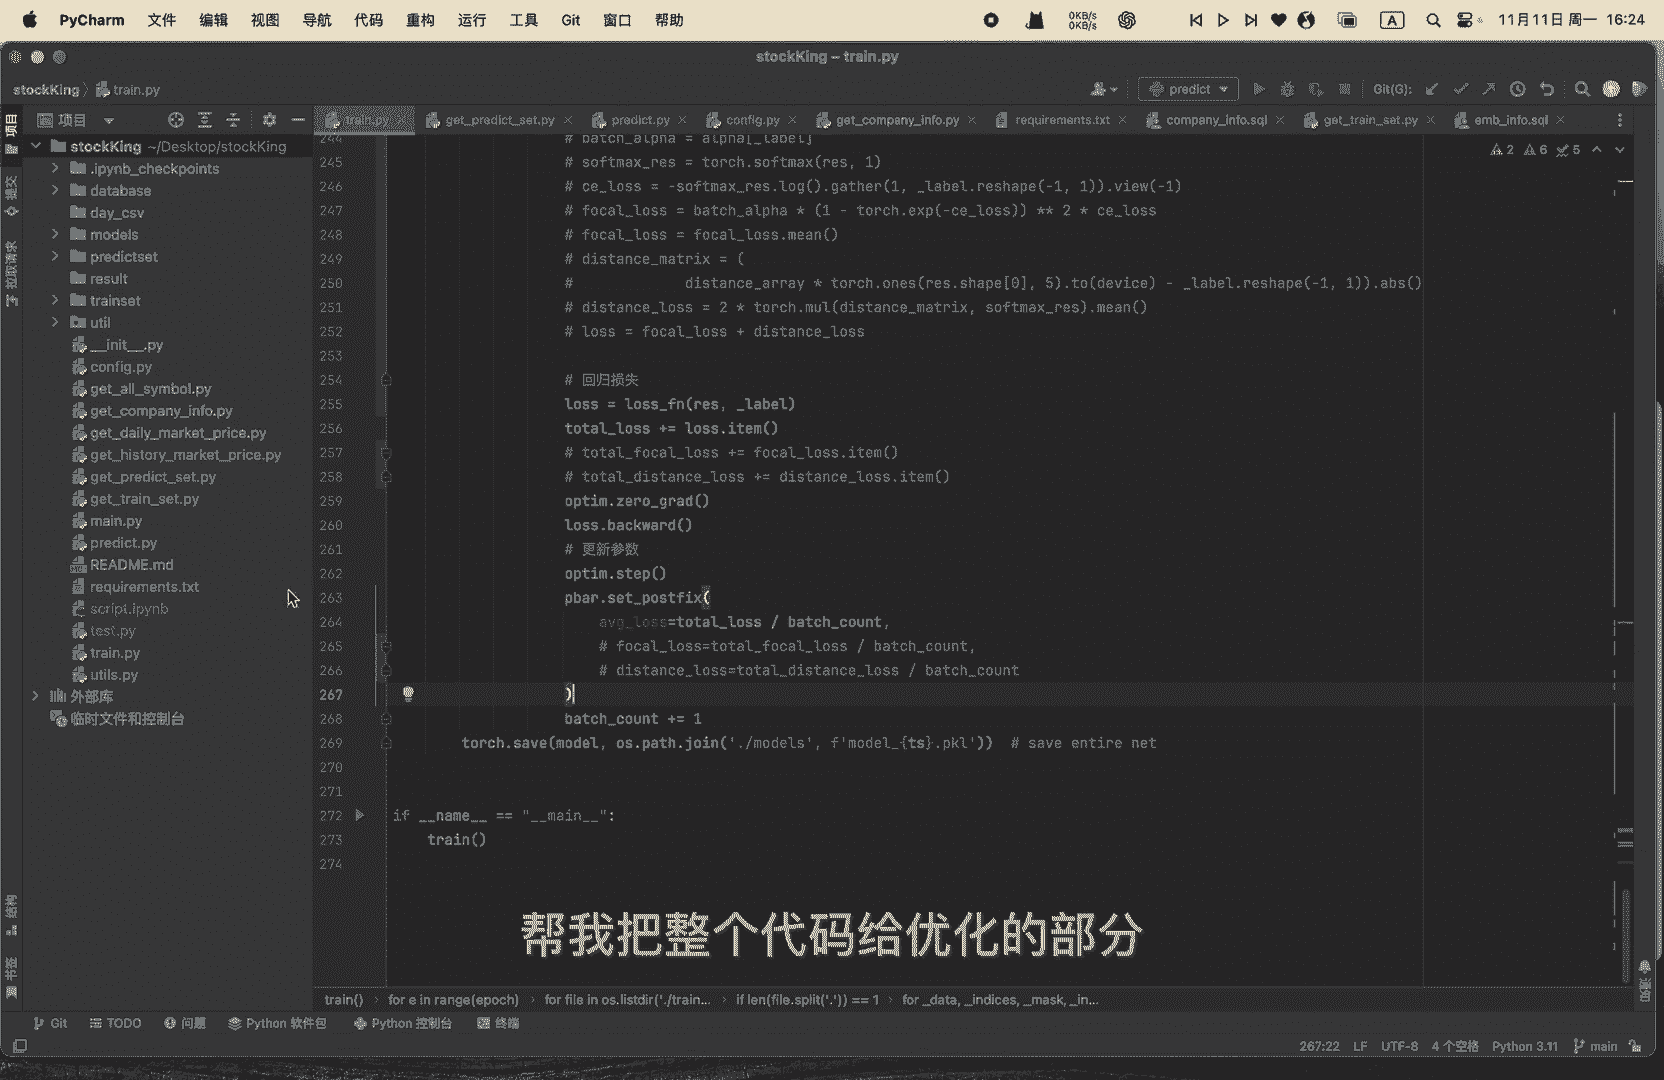 PyCharm 文件 编辑 视图 导航 代码 重构 运行 工具 Git 窗口 帮助 0KB/s 0KB/s A 11月11日 周一 16:24
stockKing – train.py
stockKing train.py predict Git(G):
项目 train.py get_predict_set.py predict.py config.py get_company_info.py requirements.txt company_info.sql get_train_set.py emb_info.sql
2 6 5
项目
提交
拉取请求
结构
书签
通知
stockKing ~/Desktop/stockKing
.ipynb_checkpoints
database
day_csv
models
predictset
result
trainset
util
__init__.py
config.py
get_all_symbol.py
get_company_info.py
get_daily_market_price.py
get_history_market_price.py
get_predict_set.py
get_train_set.py
main.py
predict.py
README.md
requirements.txt
script.ipynb
test.py
train.py
utils.py
外部库
临时文件和控制台
244 # batch_alpha = alpha[_label]
245 # softmax_res = torch.softmax(res, 1)
246 # ce_loss = -softmax_res.log().gather(1, _label.reshape(-1, 1)).view(-1)
247 # focal_loss = batch_alpha * (1 - torch.exp(-ce_loss)) ** 2 * ce_loss
248 # focal_loss = focal_loss.mean()
249 # distance_matrix = (
250 # distance_array * torch.ones(res.shape[0], 5).to(device) - _label.reshape(-1, 1)).abs()
251 # distance_loss = 2 * torch.mul(distance_matrix, softmax_res).mean()
252 # loss = focal_loss + distance_loss
253
254 # 回归损失
255 loss = loss_fn(res, _label)
256 total_loss += loss.item()
257 # total_focal_loss += focal_loss.item()
258 # total_distance_loss += distance_loss.item()
259 optim.zero_grad()
260 loss.backward()
261 # 更新参数
262 optim.step()
263 pbar.set_postfix(
264 avg_loss=total_loss / batch_count,
265 # focal_loss=total_focal_loss / batch_count,
266 # distance_loss=total_distance_loss / batch_count
267 )
268 batch_count += 1
269 torch.save(model, os.path.join('./models', f'model_{ts}.pkl')) # save entire net
270
271
272 if __name__ == "__main__":
273 train()
274
帮我把整个代码给优化的部分
train() › for e in range(epoch) › for file in os.listdir('./train... › if len(file.split('.')) == 1 › for _data, _indices, _mask, _in...
Git TODO 问题 Python 软件包 Python 控制台 终端
267:22 LF UTF-8 4 个空格 Python 3.11 main